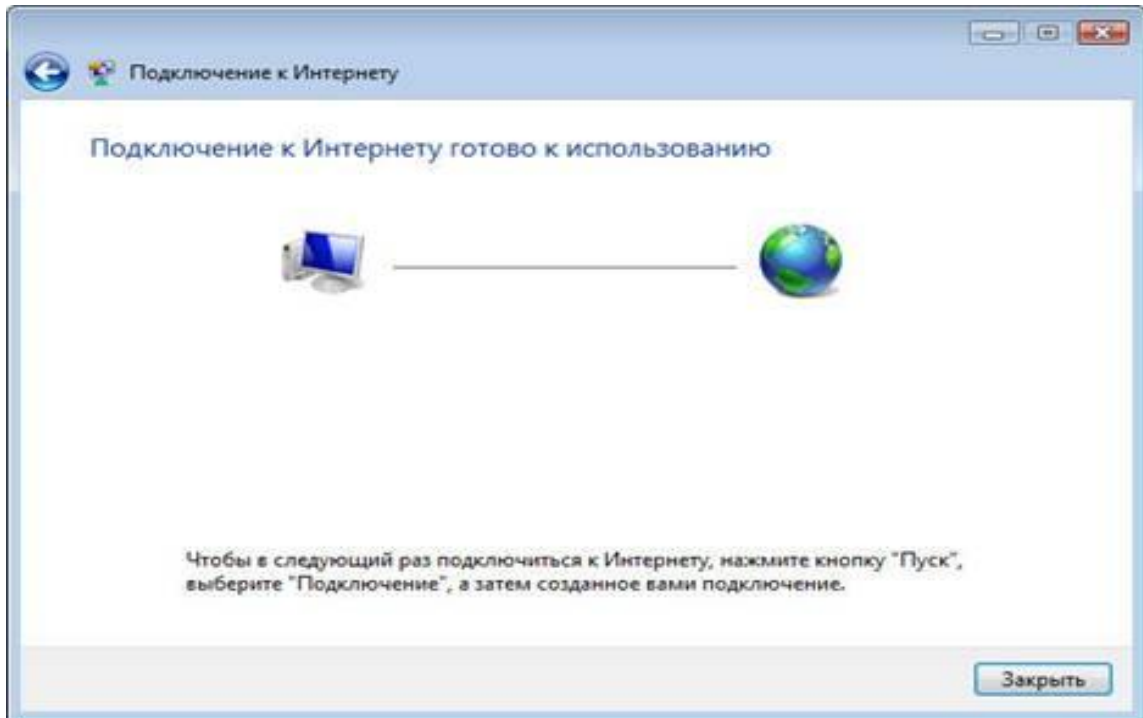 Подключение к Интернету
Подключение к Интернету готово к использованию
Чтобы в следующий раз подключиться к Интернету, нажмите кнопку "Пуск",
выберите "Подключение", а затем созданное вами подключение.
Закрыть